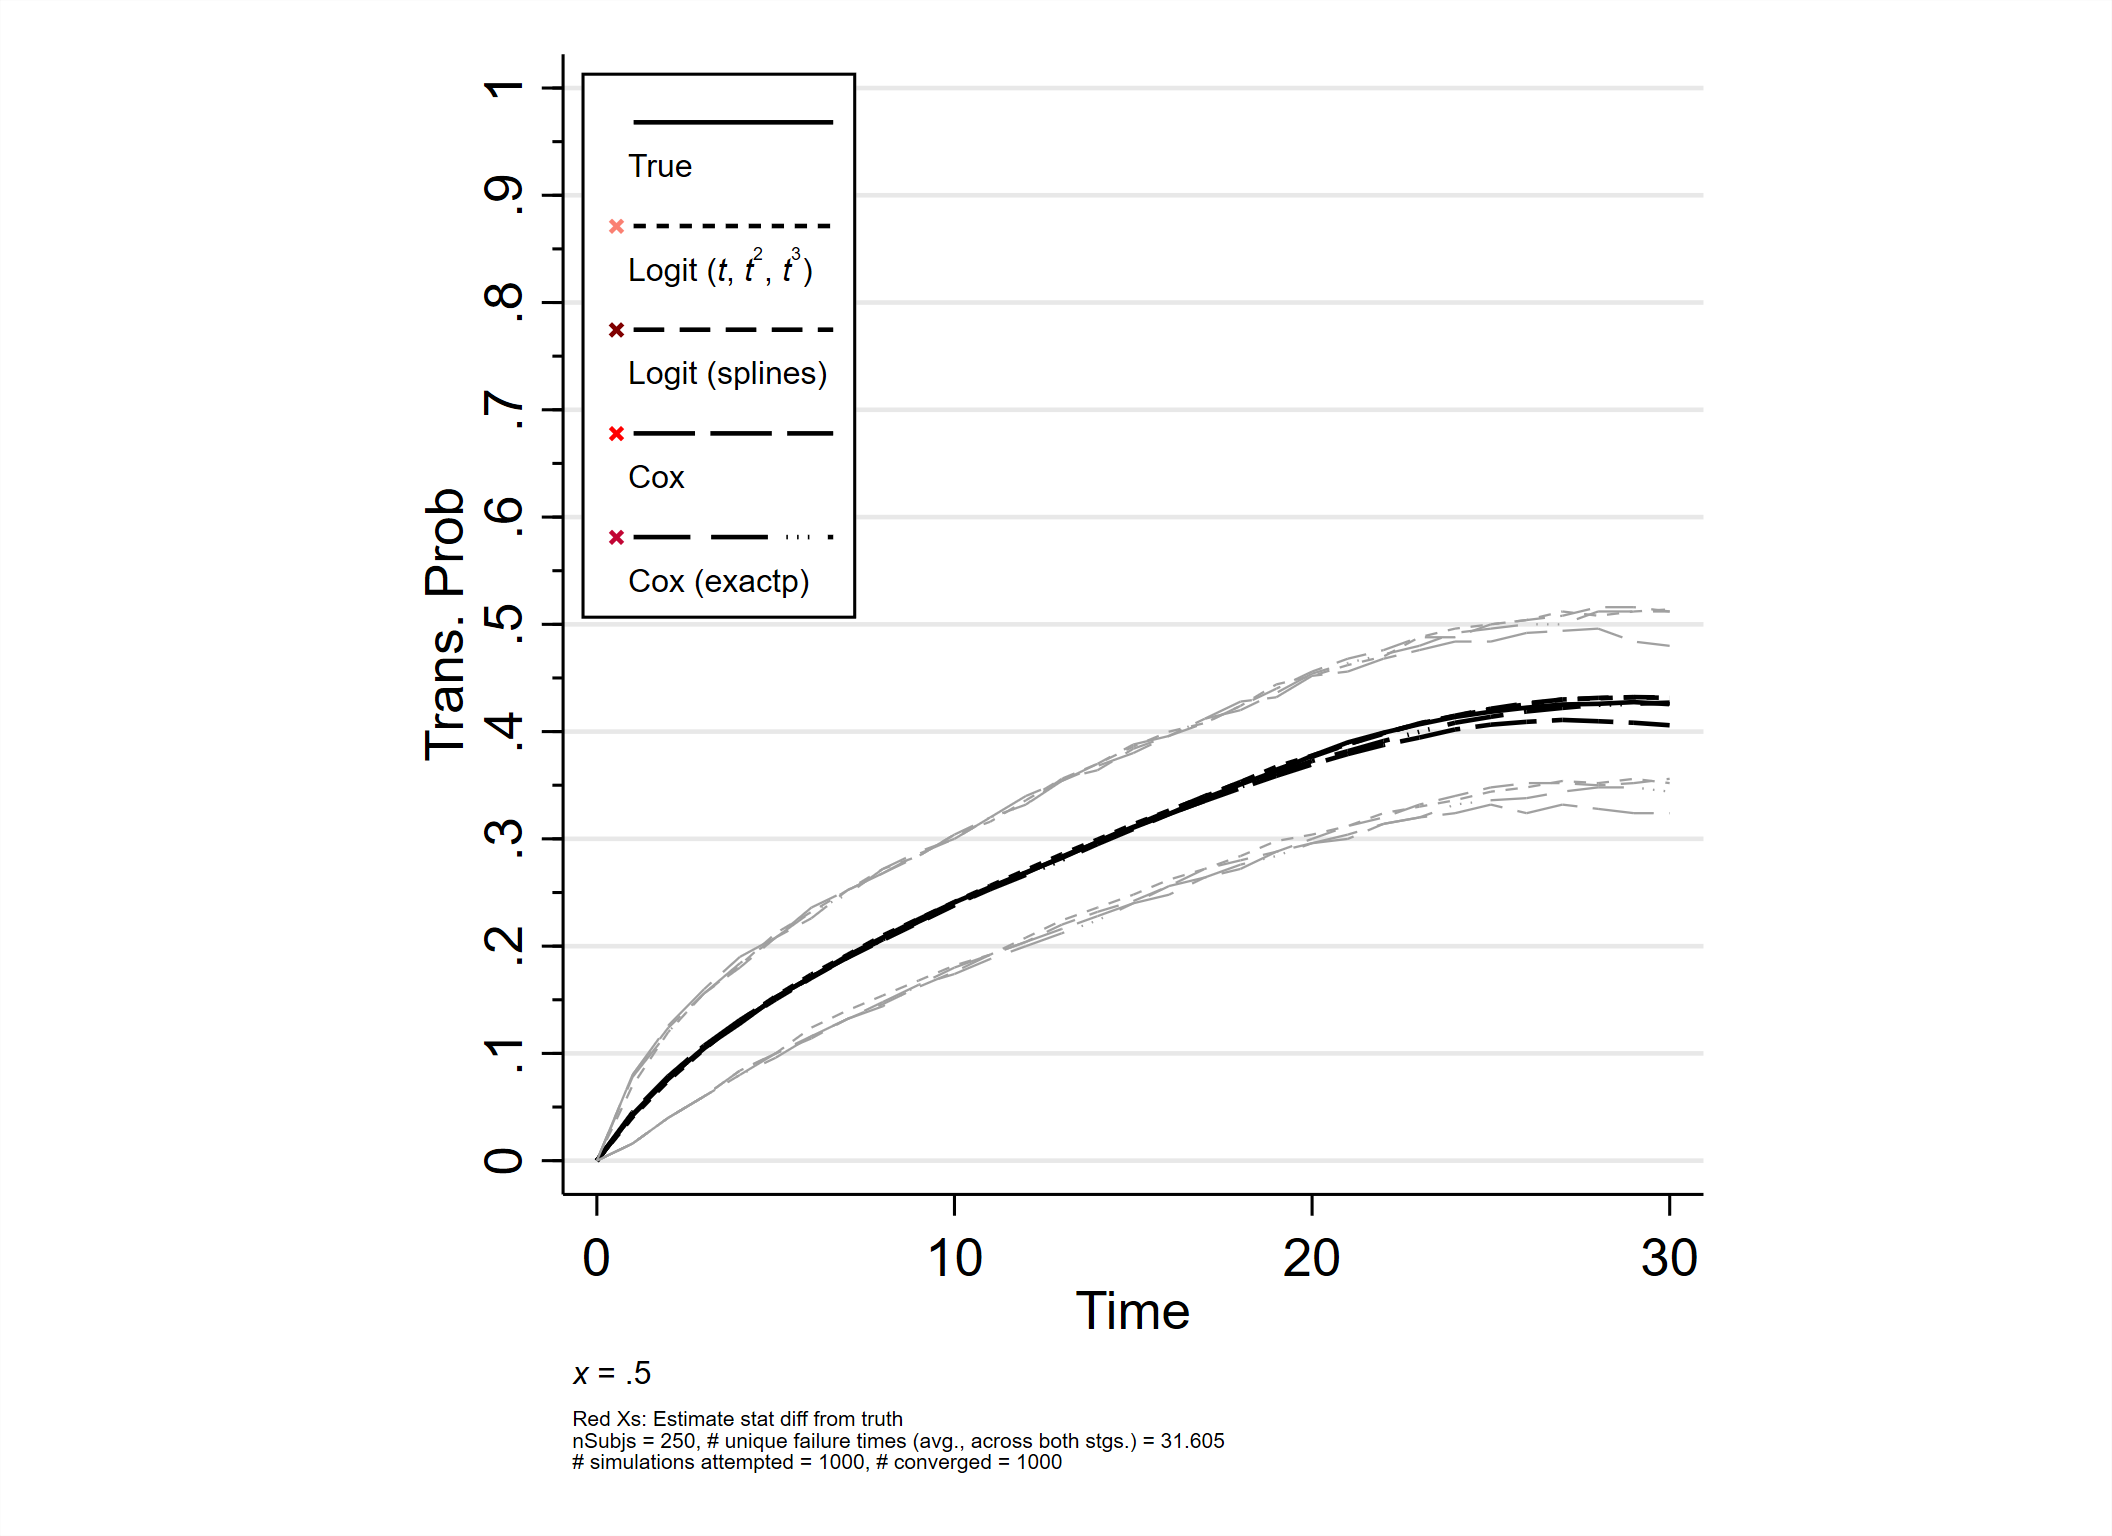 True
Logit (t, t², t³)
Logit (splines)
Cox
Cox (exactp)
Trans. Prob
1
.9
.8
.7
.6
.5
.4
.3
.2
.1
0
0 10 20 30
Time
x = .5
Red Xs: Estimate stat diff from truth
nSubjs = 250, # unique failure times (avg., across both stgs.) = 31.605
# simulations attempted = 1000, # converged = 1000